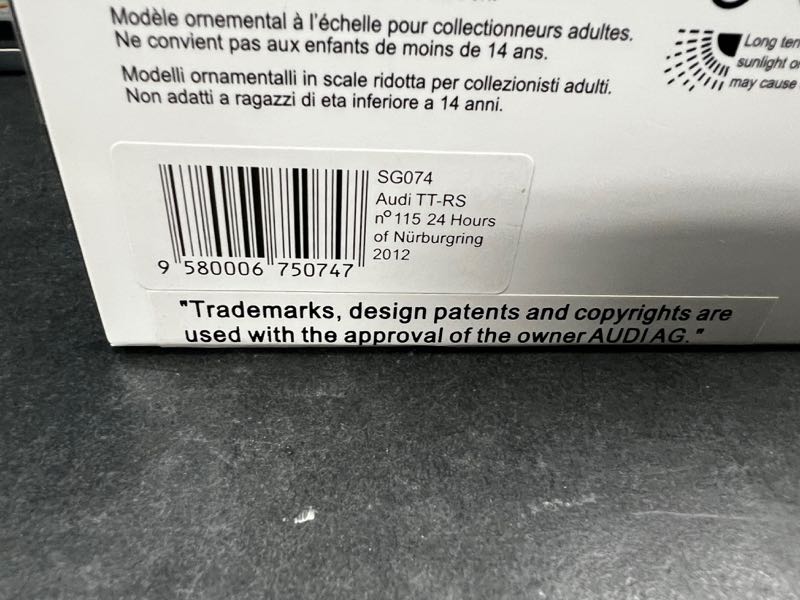 Modèle ornemental à l'échelle pour collectionneurs adultes.
Ne convient pas aux enfants de moins de 14 ans.
Modelli ornamentalli in scale ridotta per collezionisti adulti.
Non adatti a ragazzi di eta inferiore a 14 anni.
Long
sunlight
may cause
SG074
Audi TT-RS
nº115 24 Hours
of Nürburgring
2012
9 580006 750747
"Trademarks, design patents and copyrights are
used with the approval of the owner AUDI AG."